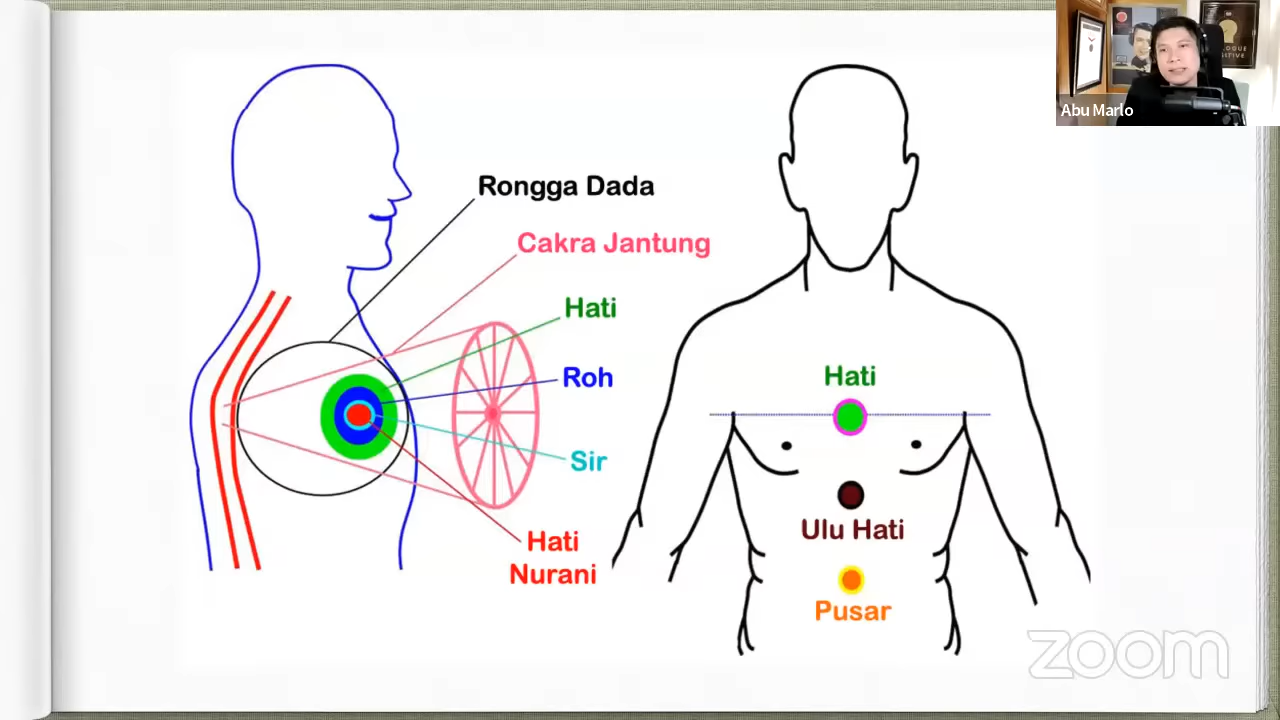 Abu Marlo
Rongga Dada
Cakra Jantung
Hati
Roh
Sir
Hati
Nurani
Hati
Ulu Hati
Pusar
zoom